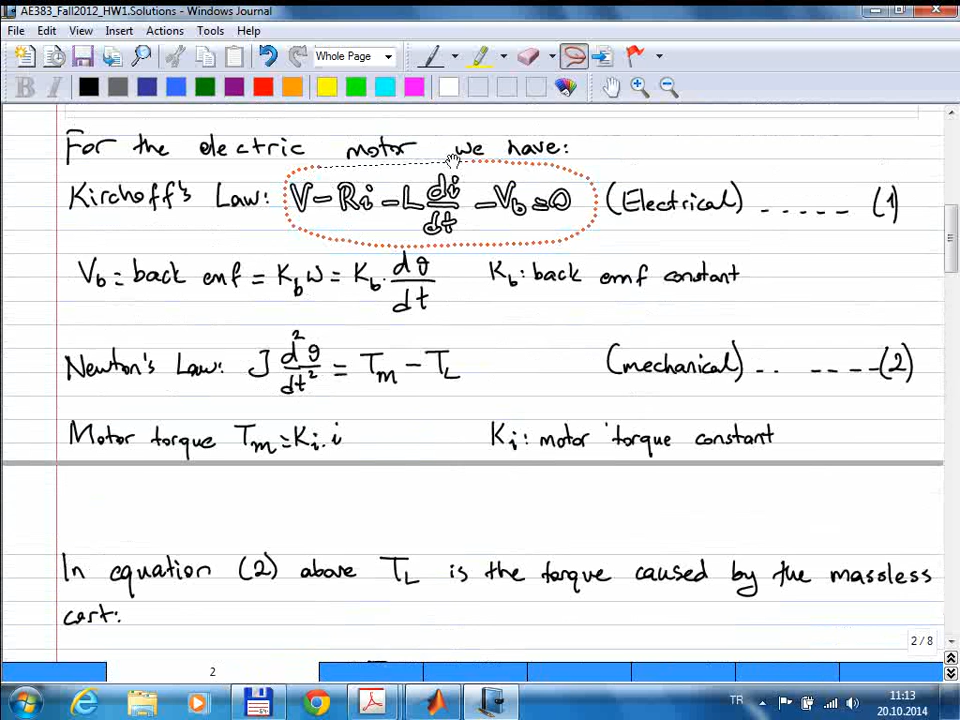 AE383_Fall2012_HW1.Solutions - Windows Journal
File Edit View Insert Actions Tools Help
Whole Page
B I
For the electric motor we have:
Kirchoff's Law: V-Ri-L di/dt -Vb=0 (Electrical) ----- (1)
Vb= back emf = Kb w = Kb. dθ/dt Kb: back emf constant
Newton's Law: J d²θ/dt² = Tm - TL (mechanical) .. ----(2)
Motor torque Tm=Ki.i Ki: motor torque constant
In equation (2) above TL is the torque caused by the massless
cart:
2 / 8
2
TR 11:13
20.10.2014